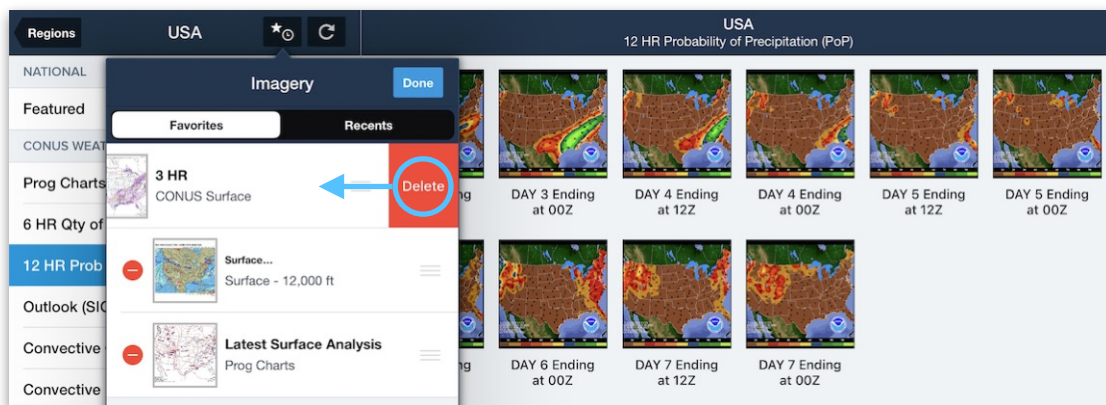 Regions
USA
USA
12 HR Probability of Precipitation (PoP)
NATIONAL
Featured
CONUS WEAT
Prog Charts
6 HR Qty of
12 HR Prob
Outlook (SIG
Convective
Convective
Imagery
Done
Favorites
Recents
3 HR
CONUS Surface
Delete
Surface...
Surface - 12,000 ft
Latest Surface Analysis
Prog Charts
ng
DAY 3 Ending
at 00Z
DAY 4 Ending
at 12Z
DAY 4 Ending
at 00Z
DAY 5 Ending
at 12Z
DAY 5 Ending
at 00Z
ng
DAY 6 Ending
at 00Z
DAY 7 Ending
at 12Z
DAY 7 Ending
at 00Z